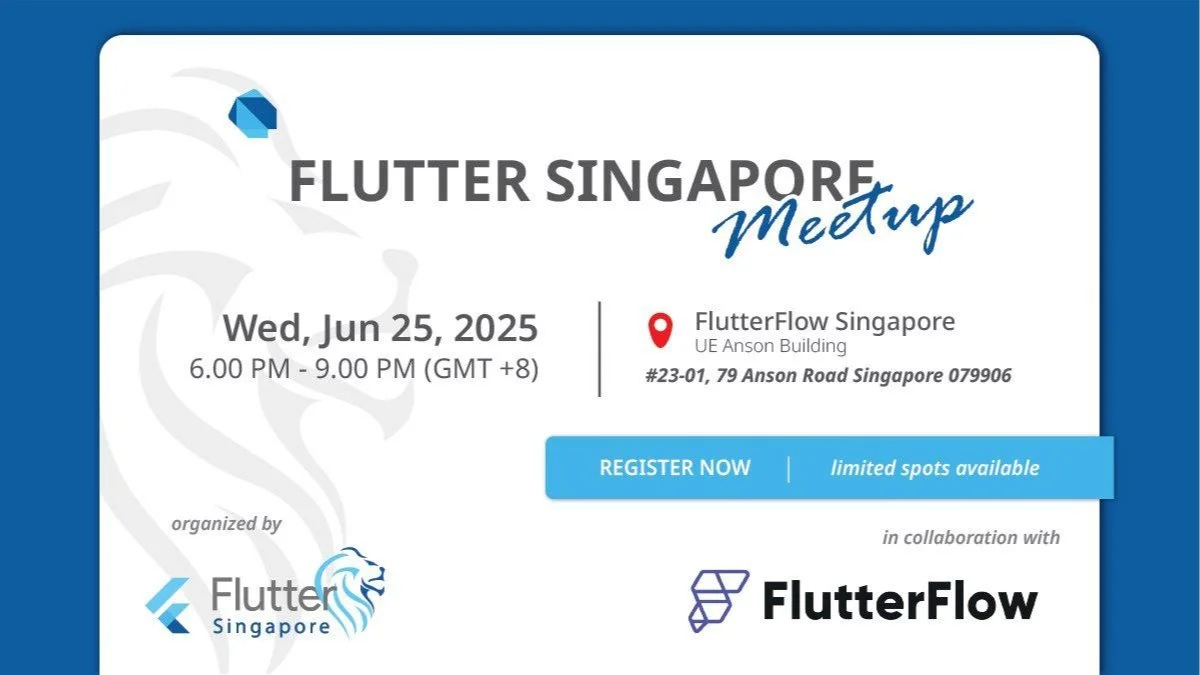 FLUTTER SINGAPORE
Meetup
Wed, Jun 25, 2025
6.00 PM - 9.00 PM (GMT +8)
FlutterFlow Singapore
UE Anson Building
#23-01, 79 Anson Road Singapore 079906
REGISTER NOW | limited spots available
organized by
Flutter
Singapore
in collaboration with
FlutterFlow